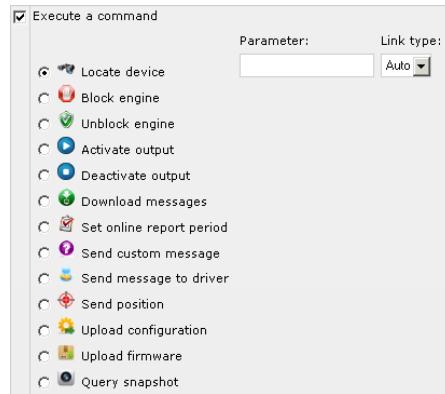 Execute a command
Parameter: Link type:
Locate device Auto
Block engine
Unblock engine
Activate output
Deactivate output
Download messages
Set online report period
Send custom message
Send message to driver
Send position
Upload configuration
Upload firmware
Query snapshot